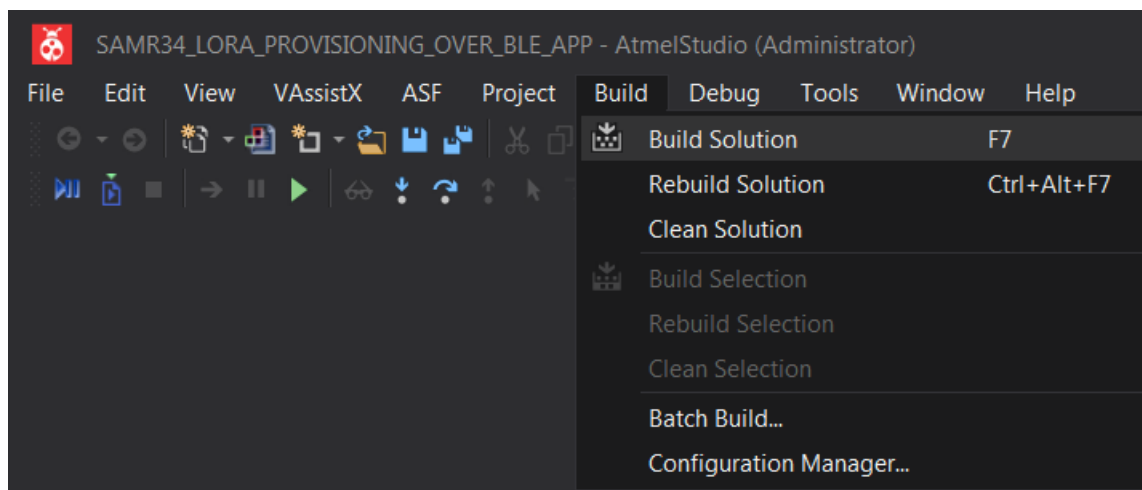 SAMR34_LORA_PROVISIONING_OVER_BLE_APP - AtmelStudio (Administrator)
File Edit View VAssistX ASF Project Build Debug Tools Window Help
Build Solution F7
Rebuild Solution Ctrl+Alt+F7
Clean Solution
Build Selection
Rebuild Selection
Clean Selection
Batch Build...
Configuration Manager...